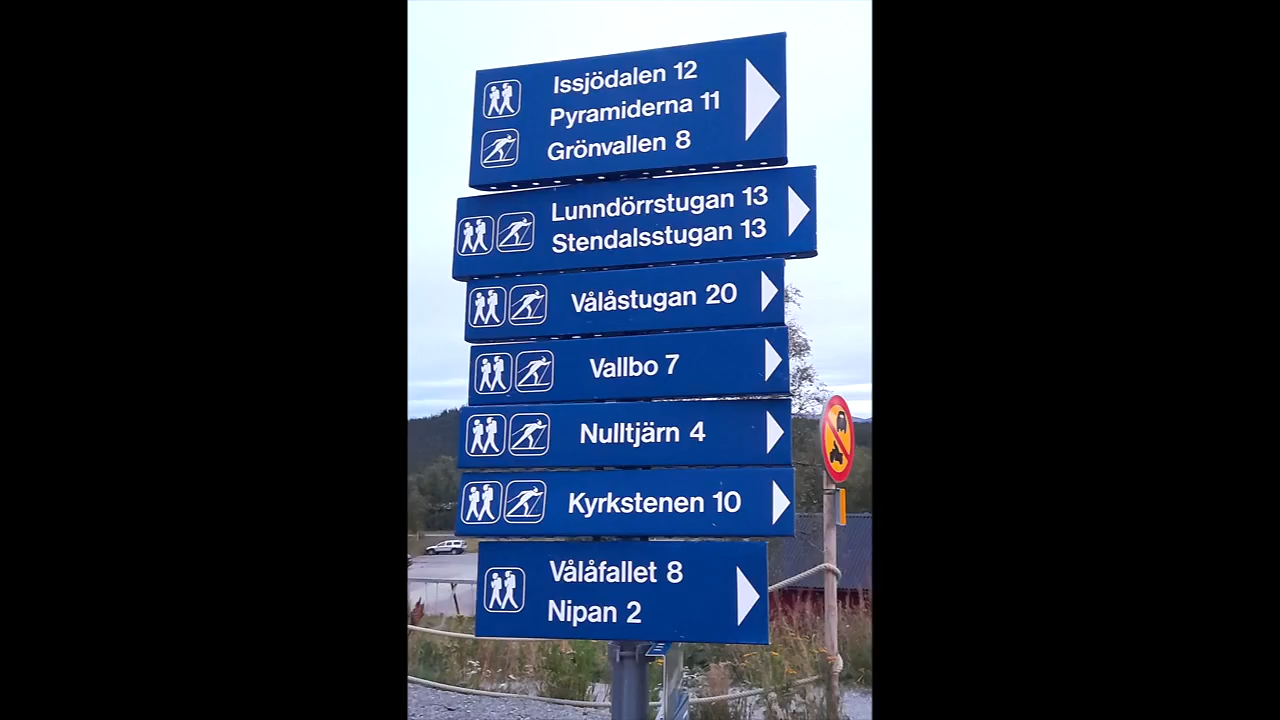 Issjödalen 12
Pyramiderna 11
Grönvallen 8
Lunndörrstugan 13
Stendalsstugan 13
Vålåstugan 20
Vallbo 7
Nulltjärn 4
Kyrkstenen 10
Vålåfallet 8
Nipan 2